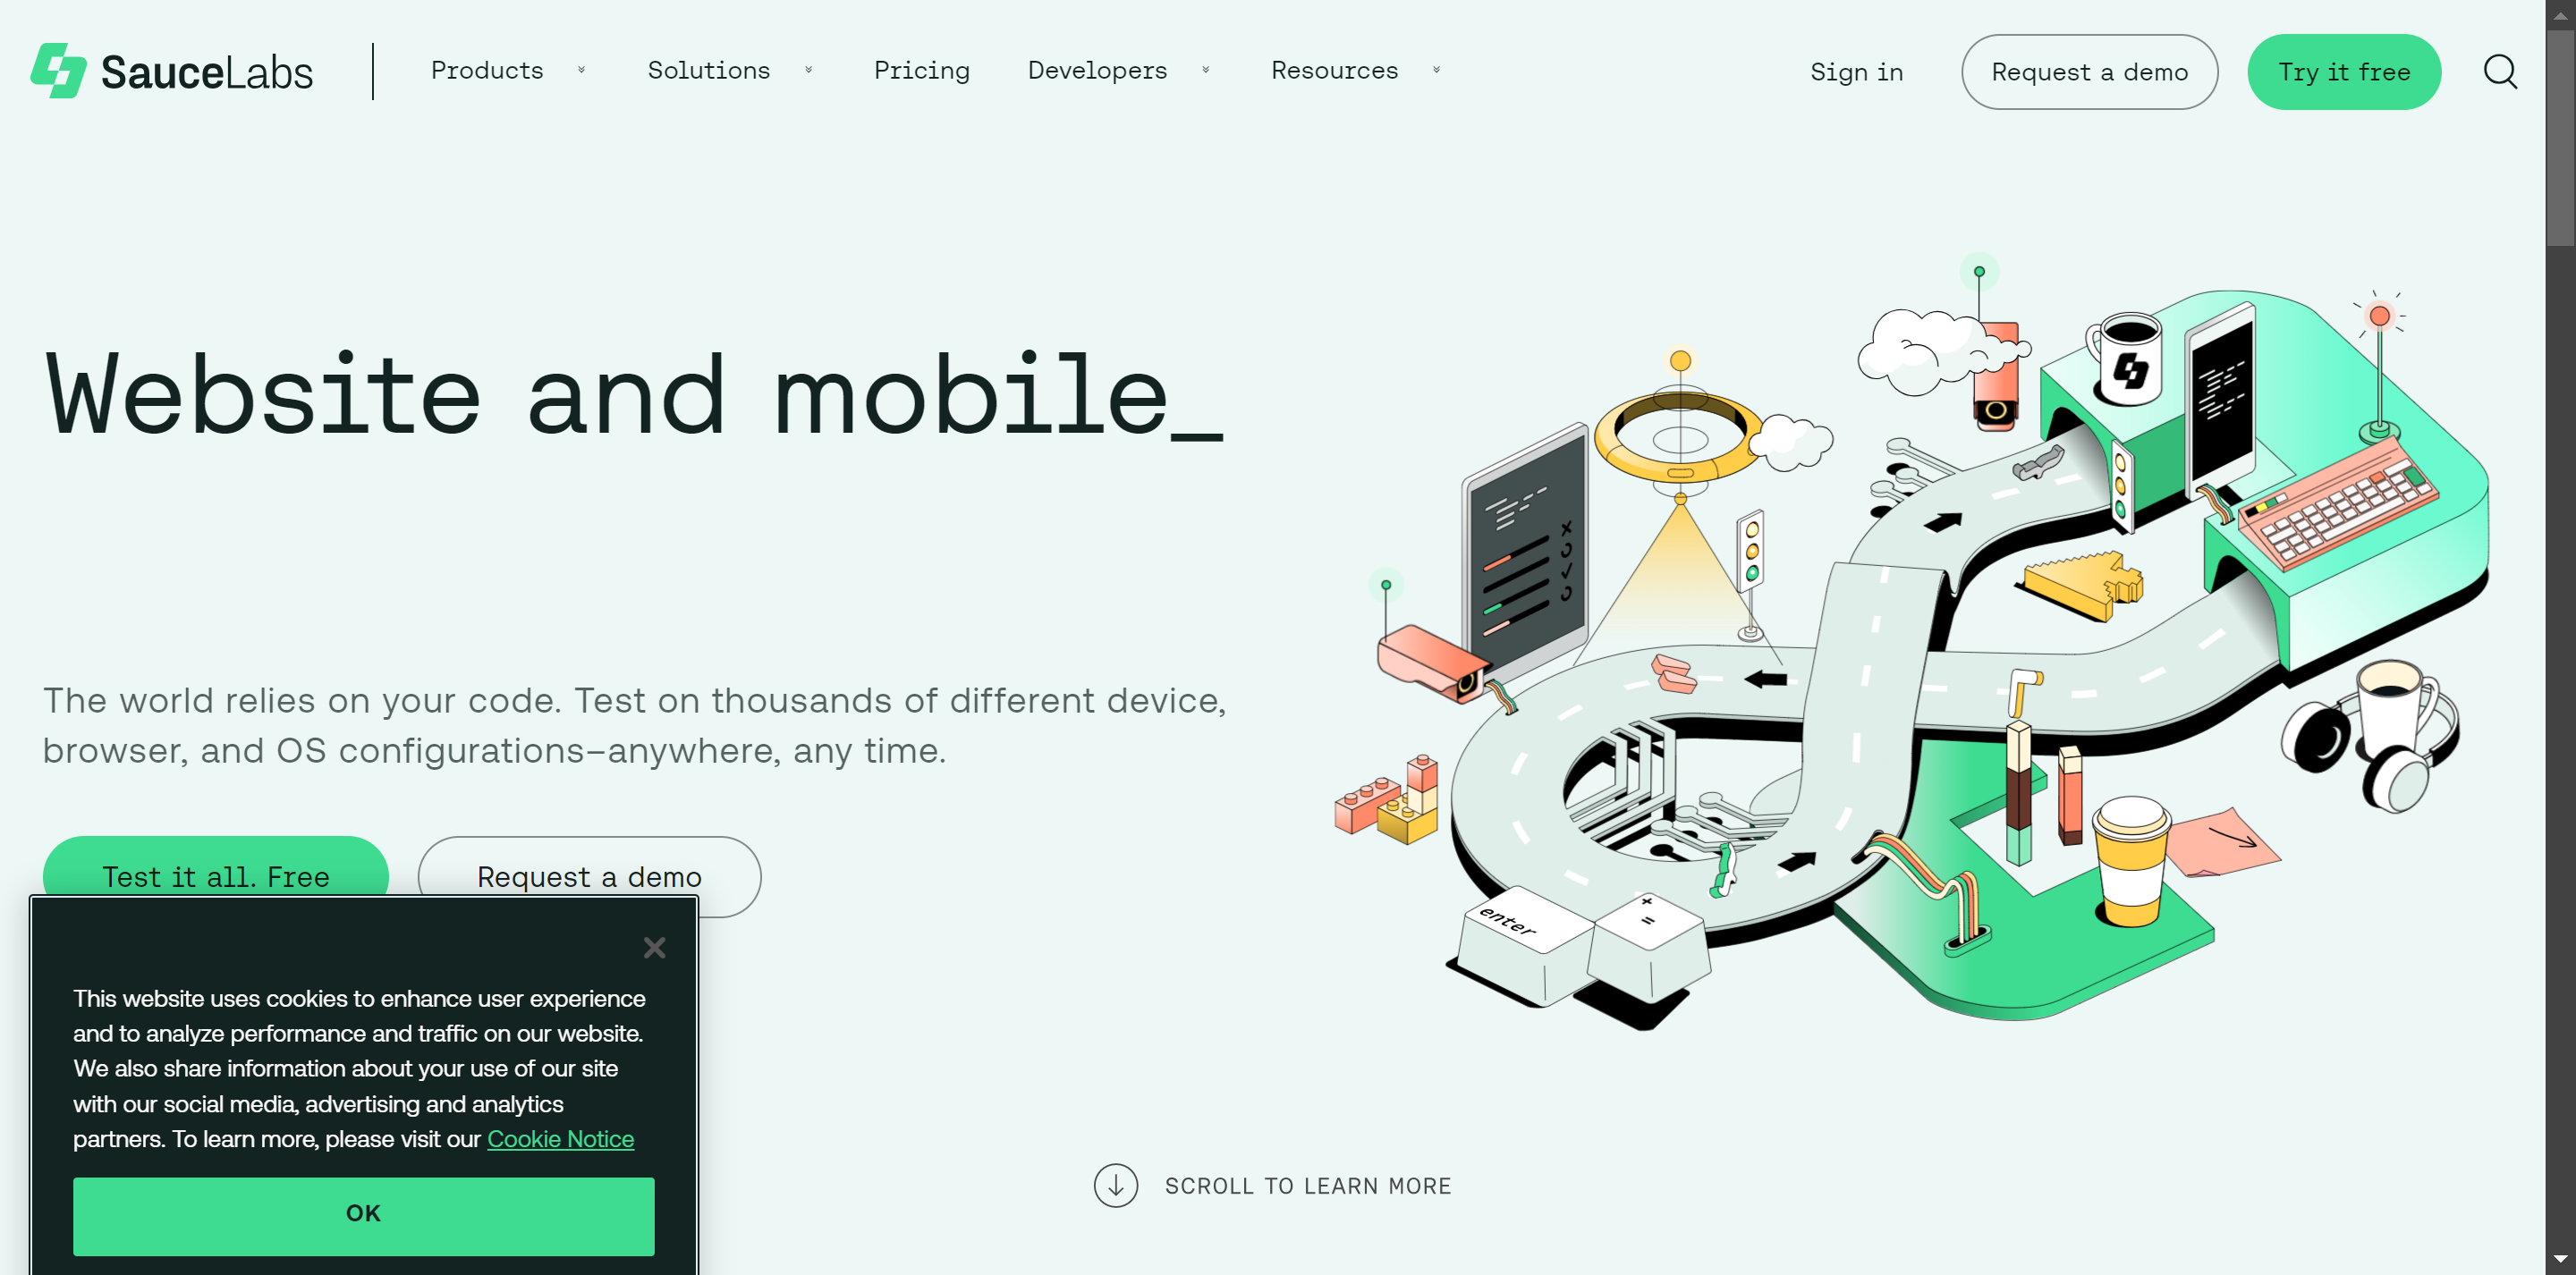 SauceLabs
Products
Solutions
Pricing
Developers
Resources
Sign in
Request a demo
Try it free
Website and mobile_
The world relies on your code. Test on thousands of different device,
browser, and OS configurations–anywhere, any time.
Test it all. Free
Request a demo
enter
+
=
This website uses cookies to enhance user experience
and to analyze performance and traffic on our website.
We also share information about your use of our site
with our social media, advertising and analytics
partners. To learn more, please visit our Cookie Notice
OK
SCROLL TO LEARN MORE